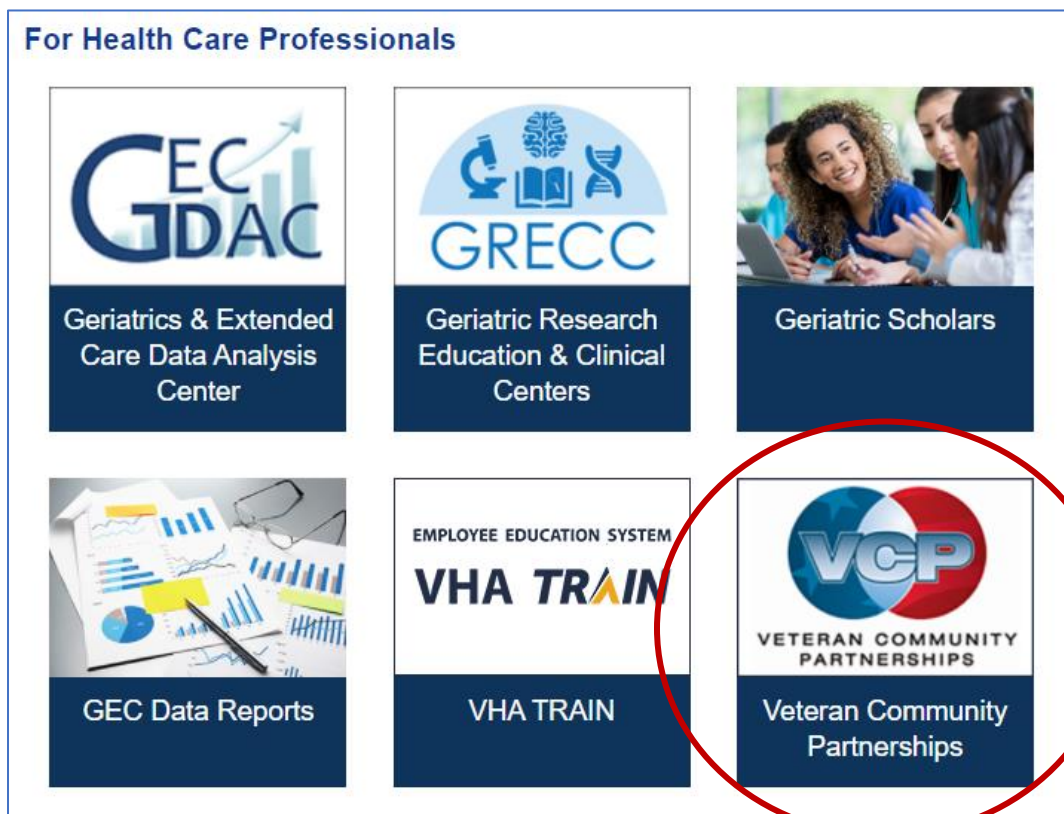 For Health Care Professionals
GEC
DAC
GRECC
Geriatrics & Extended
Care Data Analysis
Center
Geriatric Research
Education & Clinical
Centers
Geriatric Scholars
EMPLOYEE EDUCATION SYSTEM
VHA TRAIN
VCP
VETERAN COMMUNITY
PARTNERSHIPS
GEC Data Reports
VHA TRAIN
Veteran Community
Partnerships